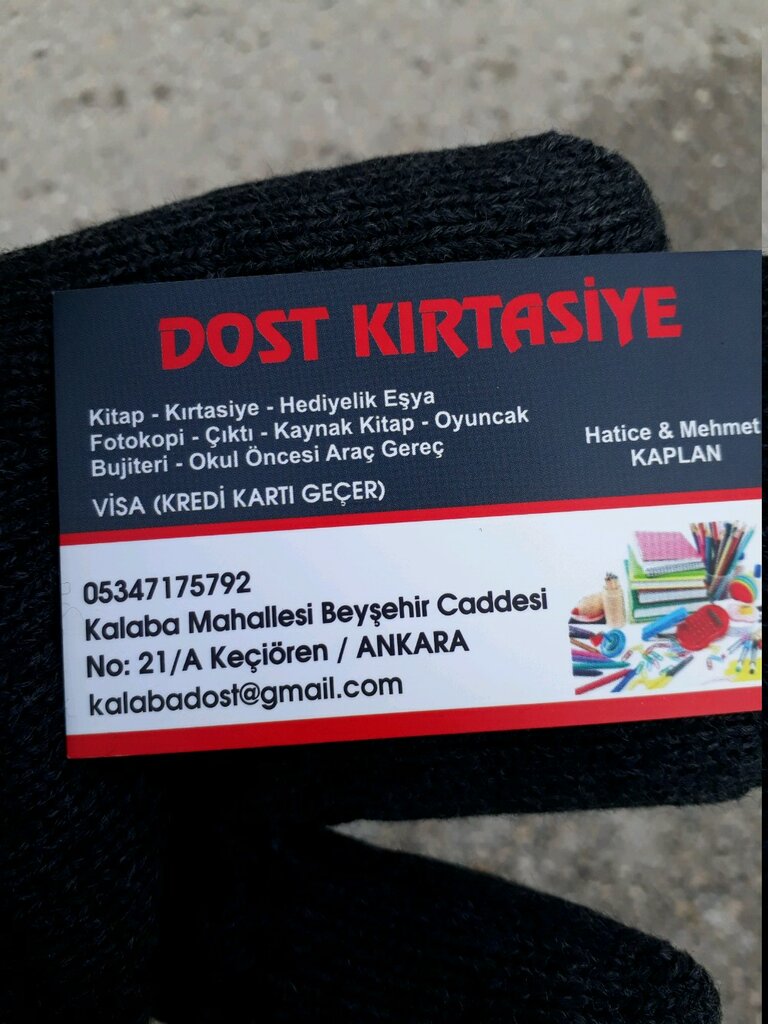 DOST KIRTASİYE
Kitap - Kırtasiye - Hediyelik Eşya
Fotokopi - Çıktı - Kaynak Kitap - Oyuncak
Bujiteri - Okul Öncesi Araç Gereç
VİSA (KREDİ KARTI GEÇER)
Hatice & Mehmet
KAPLAN
05347175792
Kalaba Mahallesi Beyşehir Caddesi
No: 21/A Keçiören / ANKARA
kalabadost@gmail.com